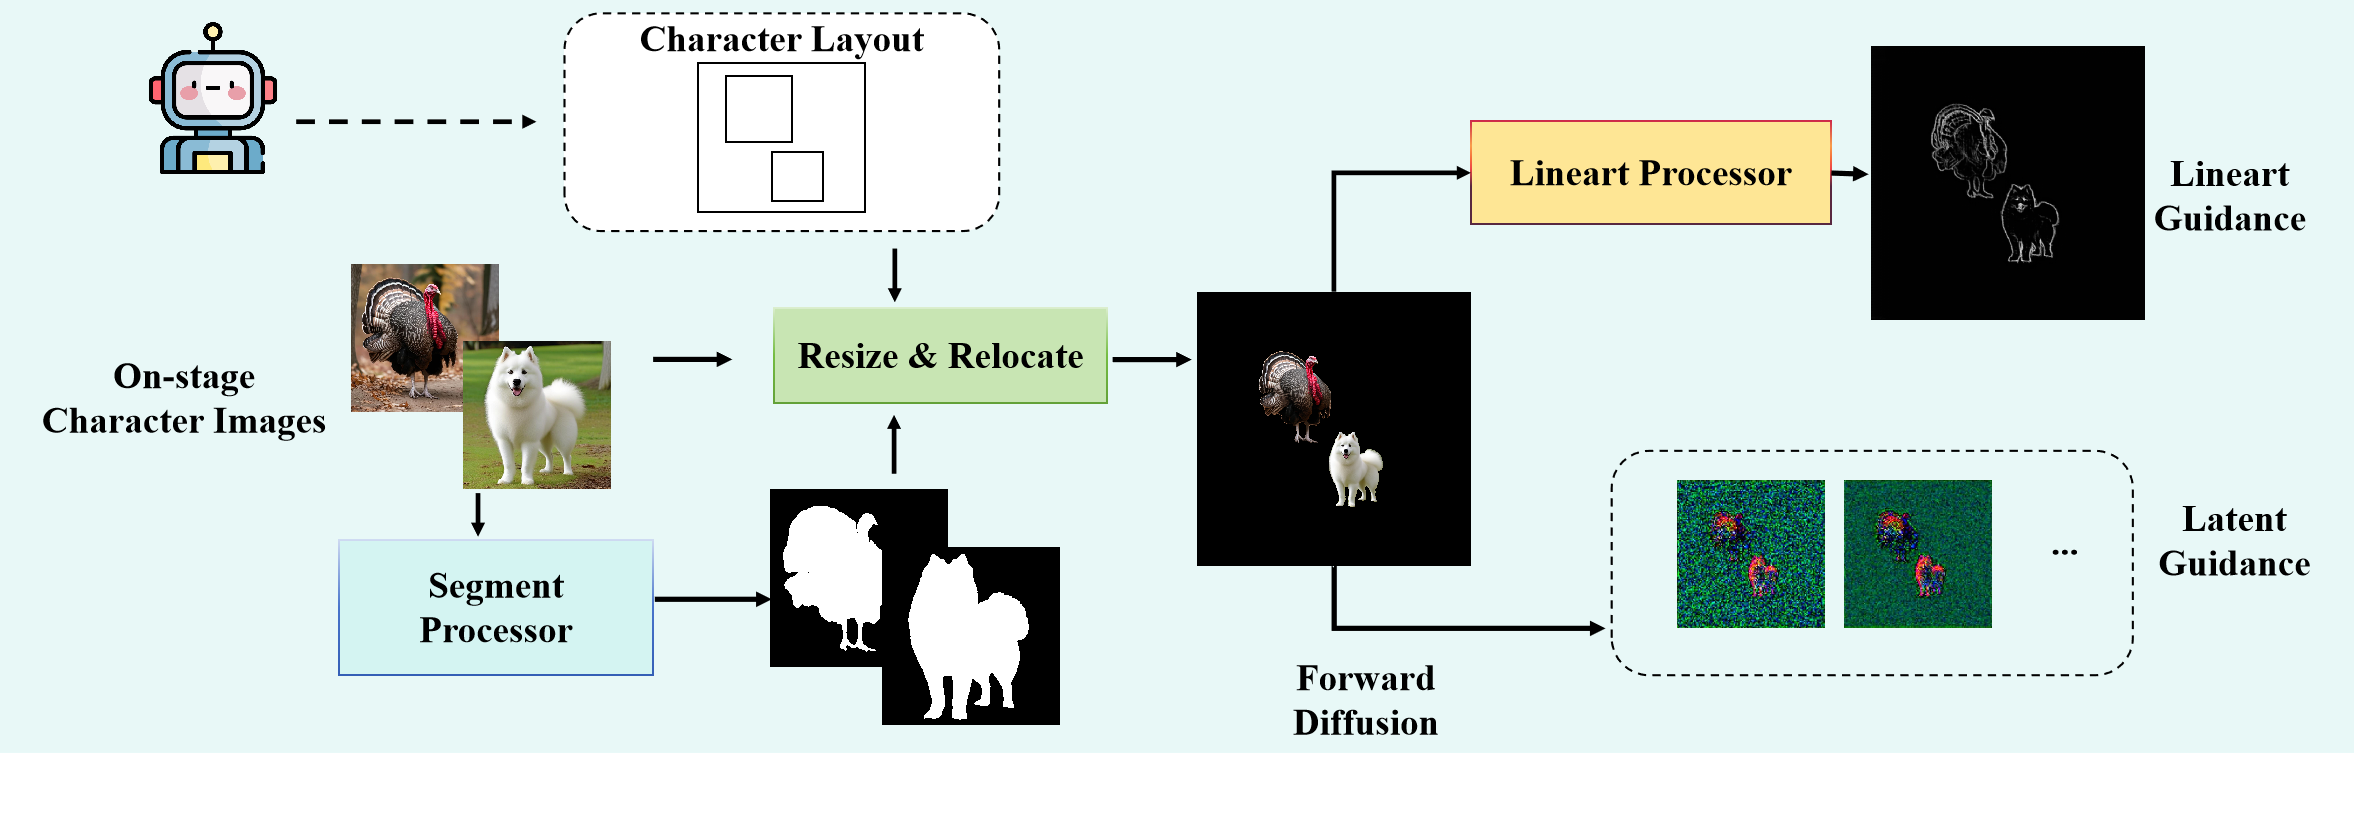 Character Layout
Lineart Processor
Lineart
Guidance
On-stage
Character Images
Resize & Relocate
Segment
Processor
Latent
Guidance
...
Forward
Diffusion